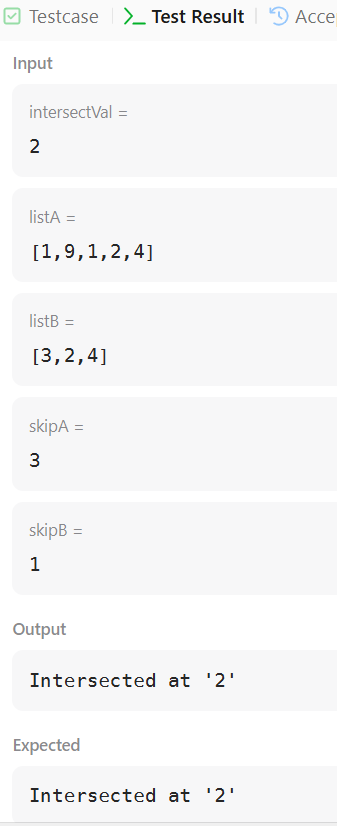 Testcase Test Result Acce
Input
intersectVal =
2
listA =
[1,9,1,2,4]
listB =
[3,2,4]
skipA =
3
skipB =
1
Output
Intersected at '2'
Expected
Intersected at '2'